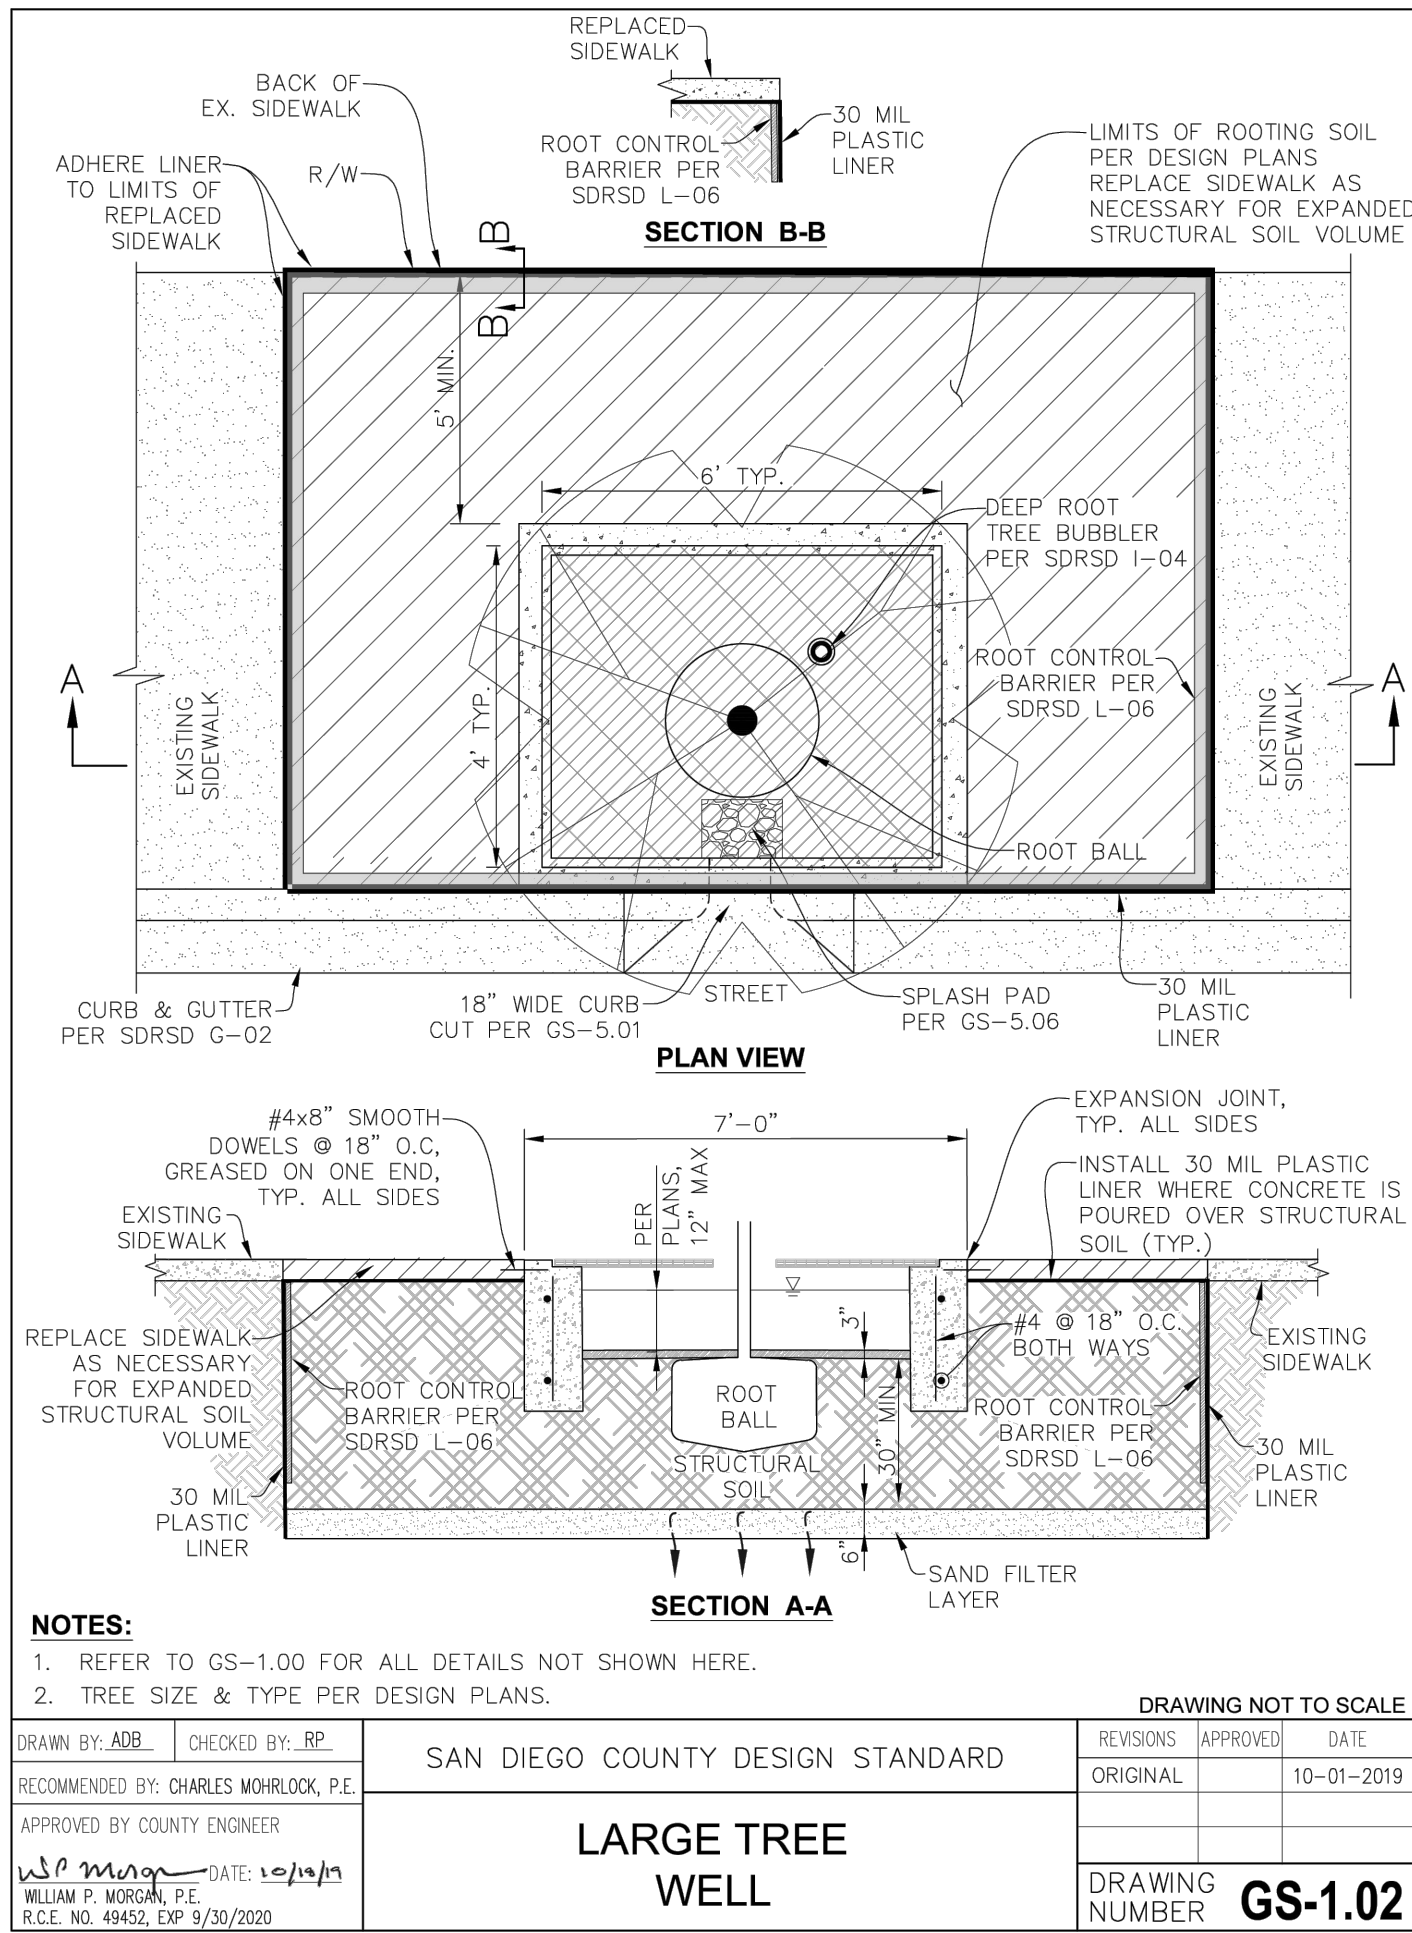 REPLACED
SIDEWALK
BACK OF
EX. SIDEWALK
30 MIL
PLASTIC
LINER
ROOT CONTROL
BARRIER PER
SDRSD L-06
LIMITS OF ROOTING SOIL
PER DESIGN PLANS
REPLACE SIDEWALK AS
NECESSARY FOR EXPANDED
STRUCTURAL SOIL VOLUME
ADHERE LINER
TO LIMITS OF
REPLACED
SIDEWALK
R/W
SECTION B-B
B
B
5' MIN.
6' TYP.
DEEP ROOT
TREE BUBBLER
PER SDRSD I-04
ROOT CONTROL
BARRIER PER
SDRSD L-06
A
A
4' TYP.
EXISTING
SIDEWALK
EXISTING
SIDEWALK
ROOT BALL
CURB & GUTTER
PER SDRSD G-02
18" WIDE CURB
CUT PER GS-5.01
STREET
SPLASH PAD
PER GS-5.06
30 MIL
PLASTIC
LINER
PLAN VIEW
#4x8" SMOOTH
DOWELS @ 18" O.C,
GREASED ON ONE END,
TYP. ALL SIDES
7'-0"
EXPANSION JOINT,
TYP. ALL SIDES
PER
PLANS,
12" MAX
INSTALL 30 MIL PLASTIC
LINER WHERE CONCRETE IS
POURED OVER STRUCTURAL
SOIL (TYP.)
EXISTING
SIDEWALK
3"
#4 @ 18" O.C.
BOTH WAYS
EXISTING
SIDEWALK
REPLACE SIDEWALK
AS NECESSARY
FOR EXPANDED
STRUCTURAL SOIL
VOLUME
ROOT CONTROL
BARRIER PER
SDRSD L-06
ROOT
BALL
30" MIN
ROOT CONTROL
BARRIER PER
SDRSD L-06
STRUCTURAL
SOIL
30 MIL
PLASTIC
LINER
30 MIL
PLASTIC
LINER
6"
SAND FILTER
LAYER
SECTION A-A
NOTES:
1. REFER TO GS-1.00 FOR ALL DETAILS NOT SHOWN HERE.
2. TREE SIZE & TYPE PER DESIGN PLANS.
DRAWING NOT TO SCALE
DRAWN BY: ADB CHECKED BY: RP
RECOMMENDED BY: CHARLES MOHRLOCK, P.E.
APPROVED BY COUNTY ENGINEER
WP Morgan DATE: 10/18/19
WILLIAM P. MORGAN, P.E.
R.C.E. NO. 49452, EXP 9/30/2020
SAN DIEGO COUNTY DESIGN STANDARD
LARGE TREE
WELL
REVISIONS APPROVED DATE
ORIGINAL 10-01-2019
DRAWING
NUMBER GS-1.02